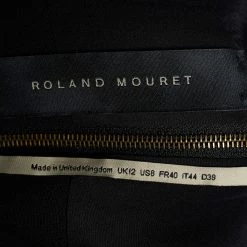 ROLAND MOURET
Made in United Kingdom UK12 US8 FR40 IT44 D38